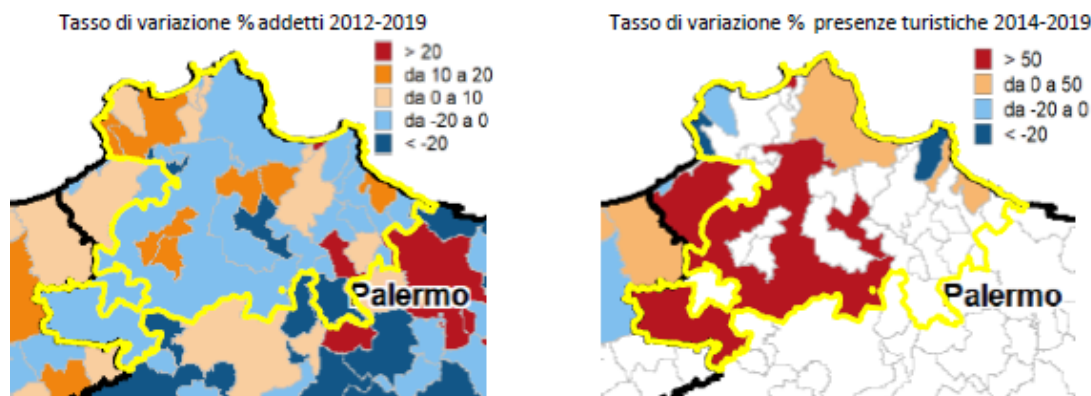 Tasso di variazione % addetti 2012-2019
> 20
da 10 a 20
da 0 a 10
da -20 a 0
< -20
Palermo
Tasso di variazione % presenze turistiche 2014-2019
> 50
da 0 a 50
da -20 a 0
< -20
Palermo